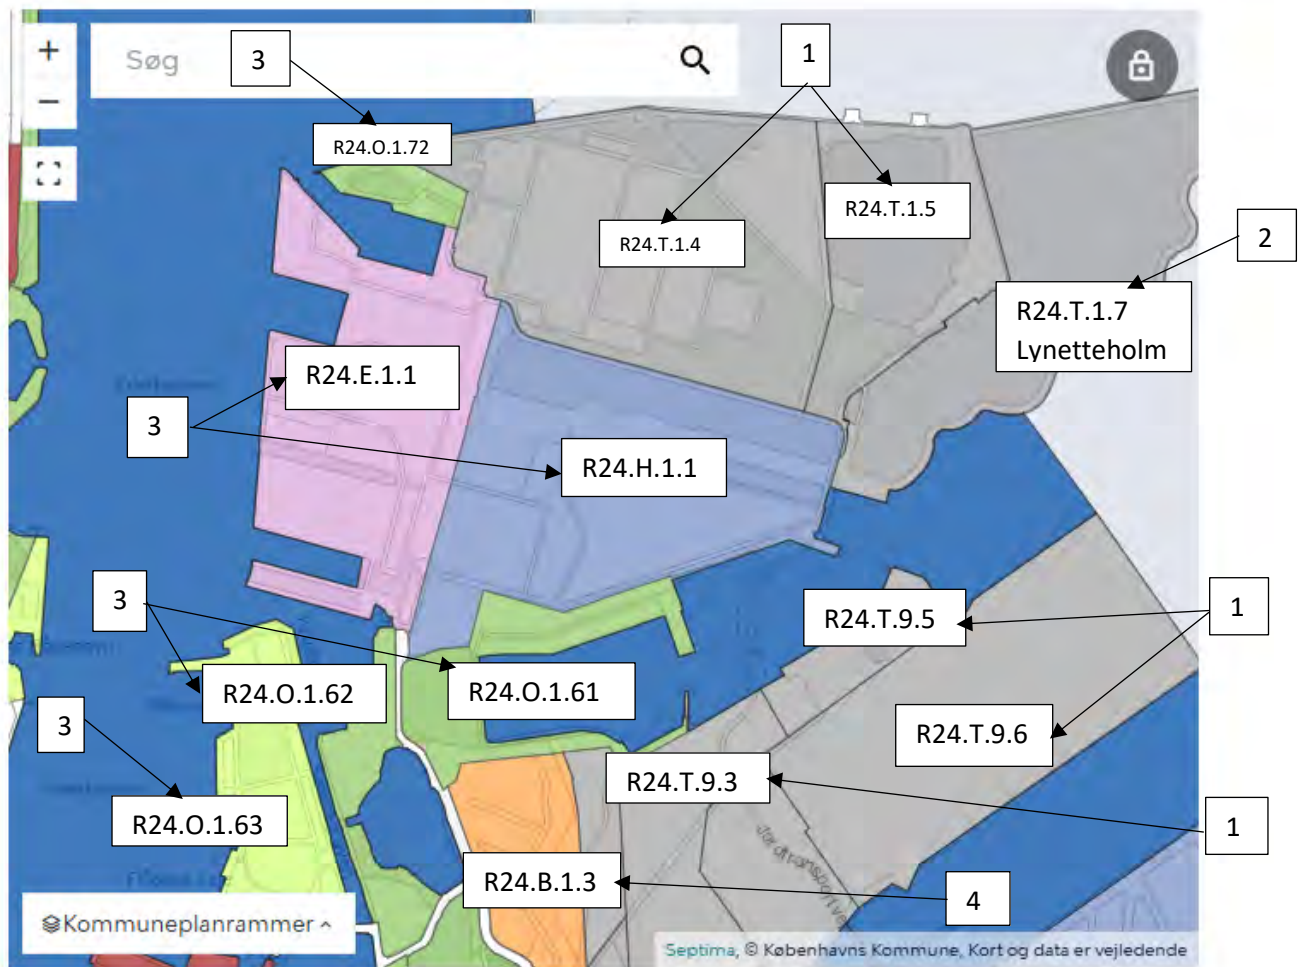 +
Søg
3
1
−
R24.O.1.72
R24.T.1.5
R24.T.1.4
2
R24.T.1.7
Lynetteholm
R24.E.1.1
3
R24.H.1.1
3
R24.T.9.5
1
R24.O.1.62
R24.O.1.61
3
R24.T.9.6
R24.T.9.3
R24.O.1.63
1
Jordtransportve
R24.B.1.3
4
Kommuneplanrammer
Septima, © Københavns Kommune, Kort og data er vejledende